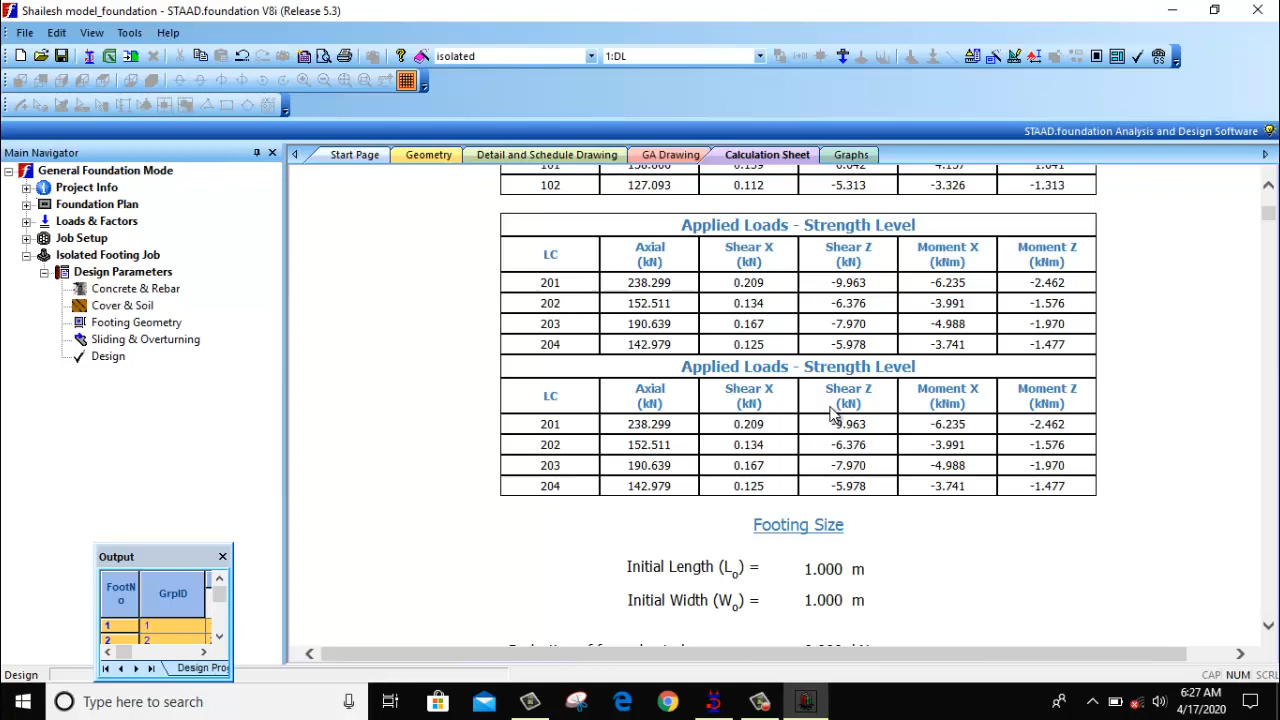 Shailesh model_foundation - STAAD.foundation V8i (Release 5.3)
File Edit View Tools Help
isolated 1:DL
STAAD.foundation Analysis and Design Software
Main Navigator
Start Page Geometry Detail and Schedule Drawing GA Drawing Calculation Sheet Graphs
General Foundation Mode
Project Info
Foundation Plan
Loads & Factors
Job Setup
Isolated Footing Job
Design Parameters
Concrete & Rebar
Cover & Soil
Footing Geometry
Sliding & Overturning
Design
102 127.093 0.112 -5.313 -3.326 -1.313
Applied Loads - Strength Level
LC Axial (kN) Shear X (kN) Shear Z (kN) Moment X (kNm) Moment Z (kNm)
201 238.299 0.209 -9.963 -6.235 -2.462
202 152.511 0.134 -6.376 -3.991 -1.576
203 190.639 0.167 -7.970 -4.988 -1.970
204 142.979 0.125 -5.978 -3.741 -1.477
Applied Loads - Strength Level
LC Axial (kN) Shear X (kN) Shear Z (kN) Moment X (kNm) Moment Z (kNm)
201 238.299 0.209 -9.963 -6.235 -2.462
202 152.511 0.134 -6.376 -3.991 -1.576
203 190.639 0.167 -7.970 -4.988 -1.970
204 142.979 0.125 -5.978 -3.741 -1.477
Footing Size
Initial Length (Lo) = 1.000 m
Initial Width (Wo) = 1.000 m
Output
FootN
o GrpID
1 1
2 2
Design Pro
Design
CAP NUM SCRL
Type here to search
6:27 AM
4/17/2020